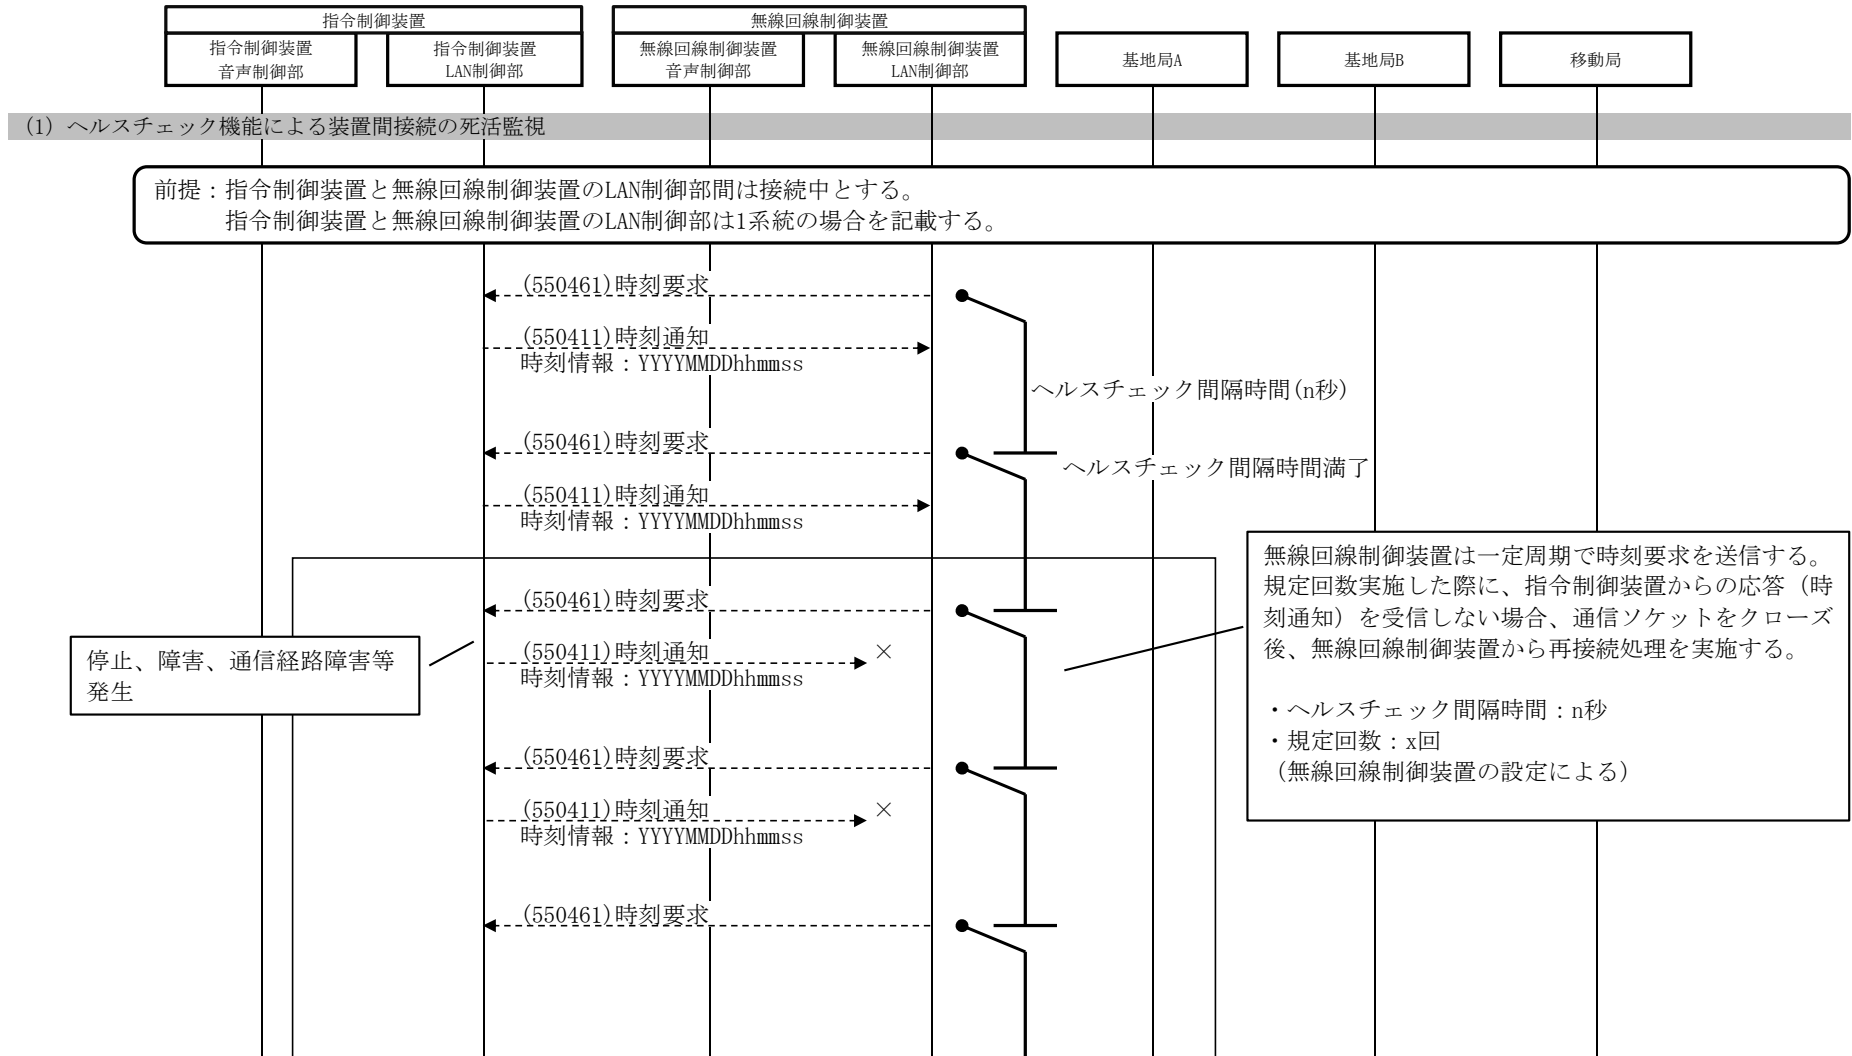 指令制御装置
無線回線制御装置
指令制御装置
音声制御部
指令制御装置
LAN制御部
無線回線制御装置
音声制御部
無線回線制御装置
LAN制御部
基地局A
基地局B
移動局
(1) ヘルスチェック機能による装置間接続の死活監視
前提：指令制御装置と無線回線制御装置のLAN制御部間は接続中とする。
指令制御装置と無線回線制御装置のLAN制御部は1系統の場合を記載する。
(550461)時刻要求
(550411)時刻通知
時刻情報：YYYYMMDDhhmmss
ヘルスチェック間隔時間(n秒)
(550461)時刻要求
ヘルスチェック間隔時間満了
(550411)時刻通知
時刻情報：YYYYMMDDhhmmss
無線回線制御装置は一定周期で時刻要求を送信する。
規定回数実施した際に、指令制御装置からの応答（時
刻通知）を受信しない場合、通信ソケットをクローズ
後、無線回線制御装置から再接続処理を実施する。
・ヘルスチェック間隔時間：n秒
・規定回数：x回
（無線回線制御装置の設定による）
(550461)時刻要求
停止、障害、通信経路障害等
発生
(550411)時刻通知
×
時刻情報：YYYYMMDDhhmmss
(550461)時刻要求
(550411)時刻通知
×
時刻情報：YYYYMMDDhhmmss
(550461)時刻要求